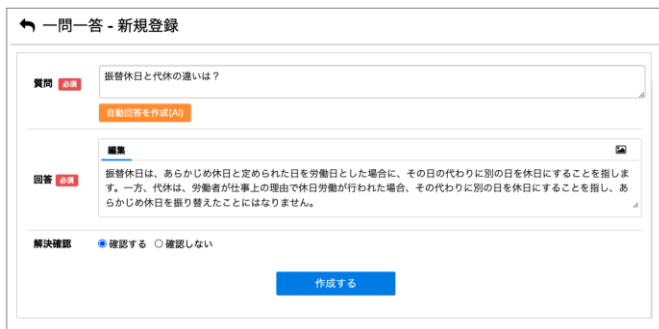 一問一答 - 新規登録
質問 必須
振替休日と代休の違いは？
自動回答を作成(AI)
編集
回答 必須
振替休日は、あらかじめ休日と定められた日を労働日とした場合に、その日の代わりに別の日を休日にすることを指しま
す。一方、代休は、労働者が仕事上の理由で休日労働が行われた場合、その代わりに別の日を休日にすることを指し、あ
らかじめ休日を振り替えたことにはなりません。
解決確認 確認する 確認しない
作成する